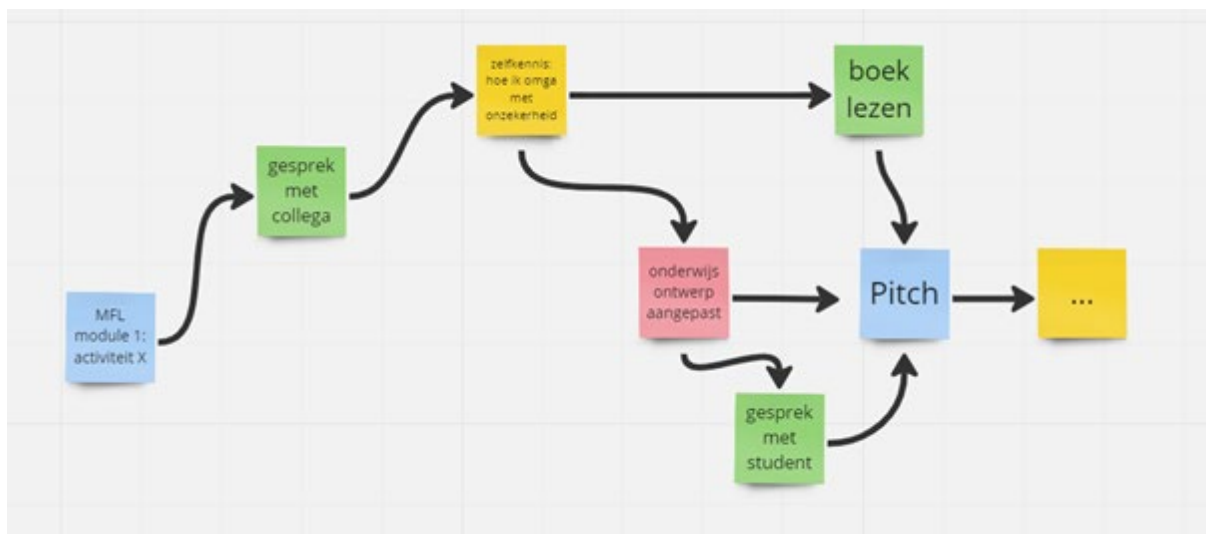 MFL
module 1:
activiteit X
gesprek
met
collega
zelfkennis:
hoe ik omga
met
onzekerheid
boek
lezen
onderwijs
ontwerp
aangepast
gesprek
met
student
Pitch
...